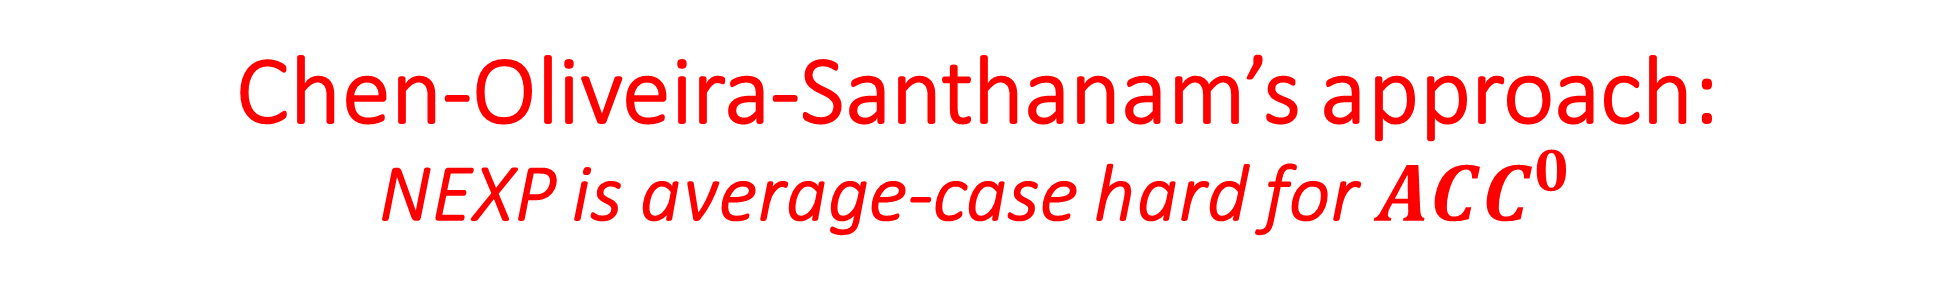 Chen-Oliveira-Santhanam’s approach:
NEXP is average-case hard for 𝑨𝑪𝑪⁰